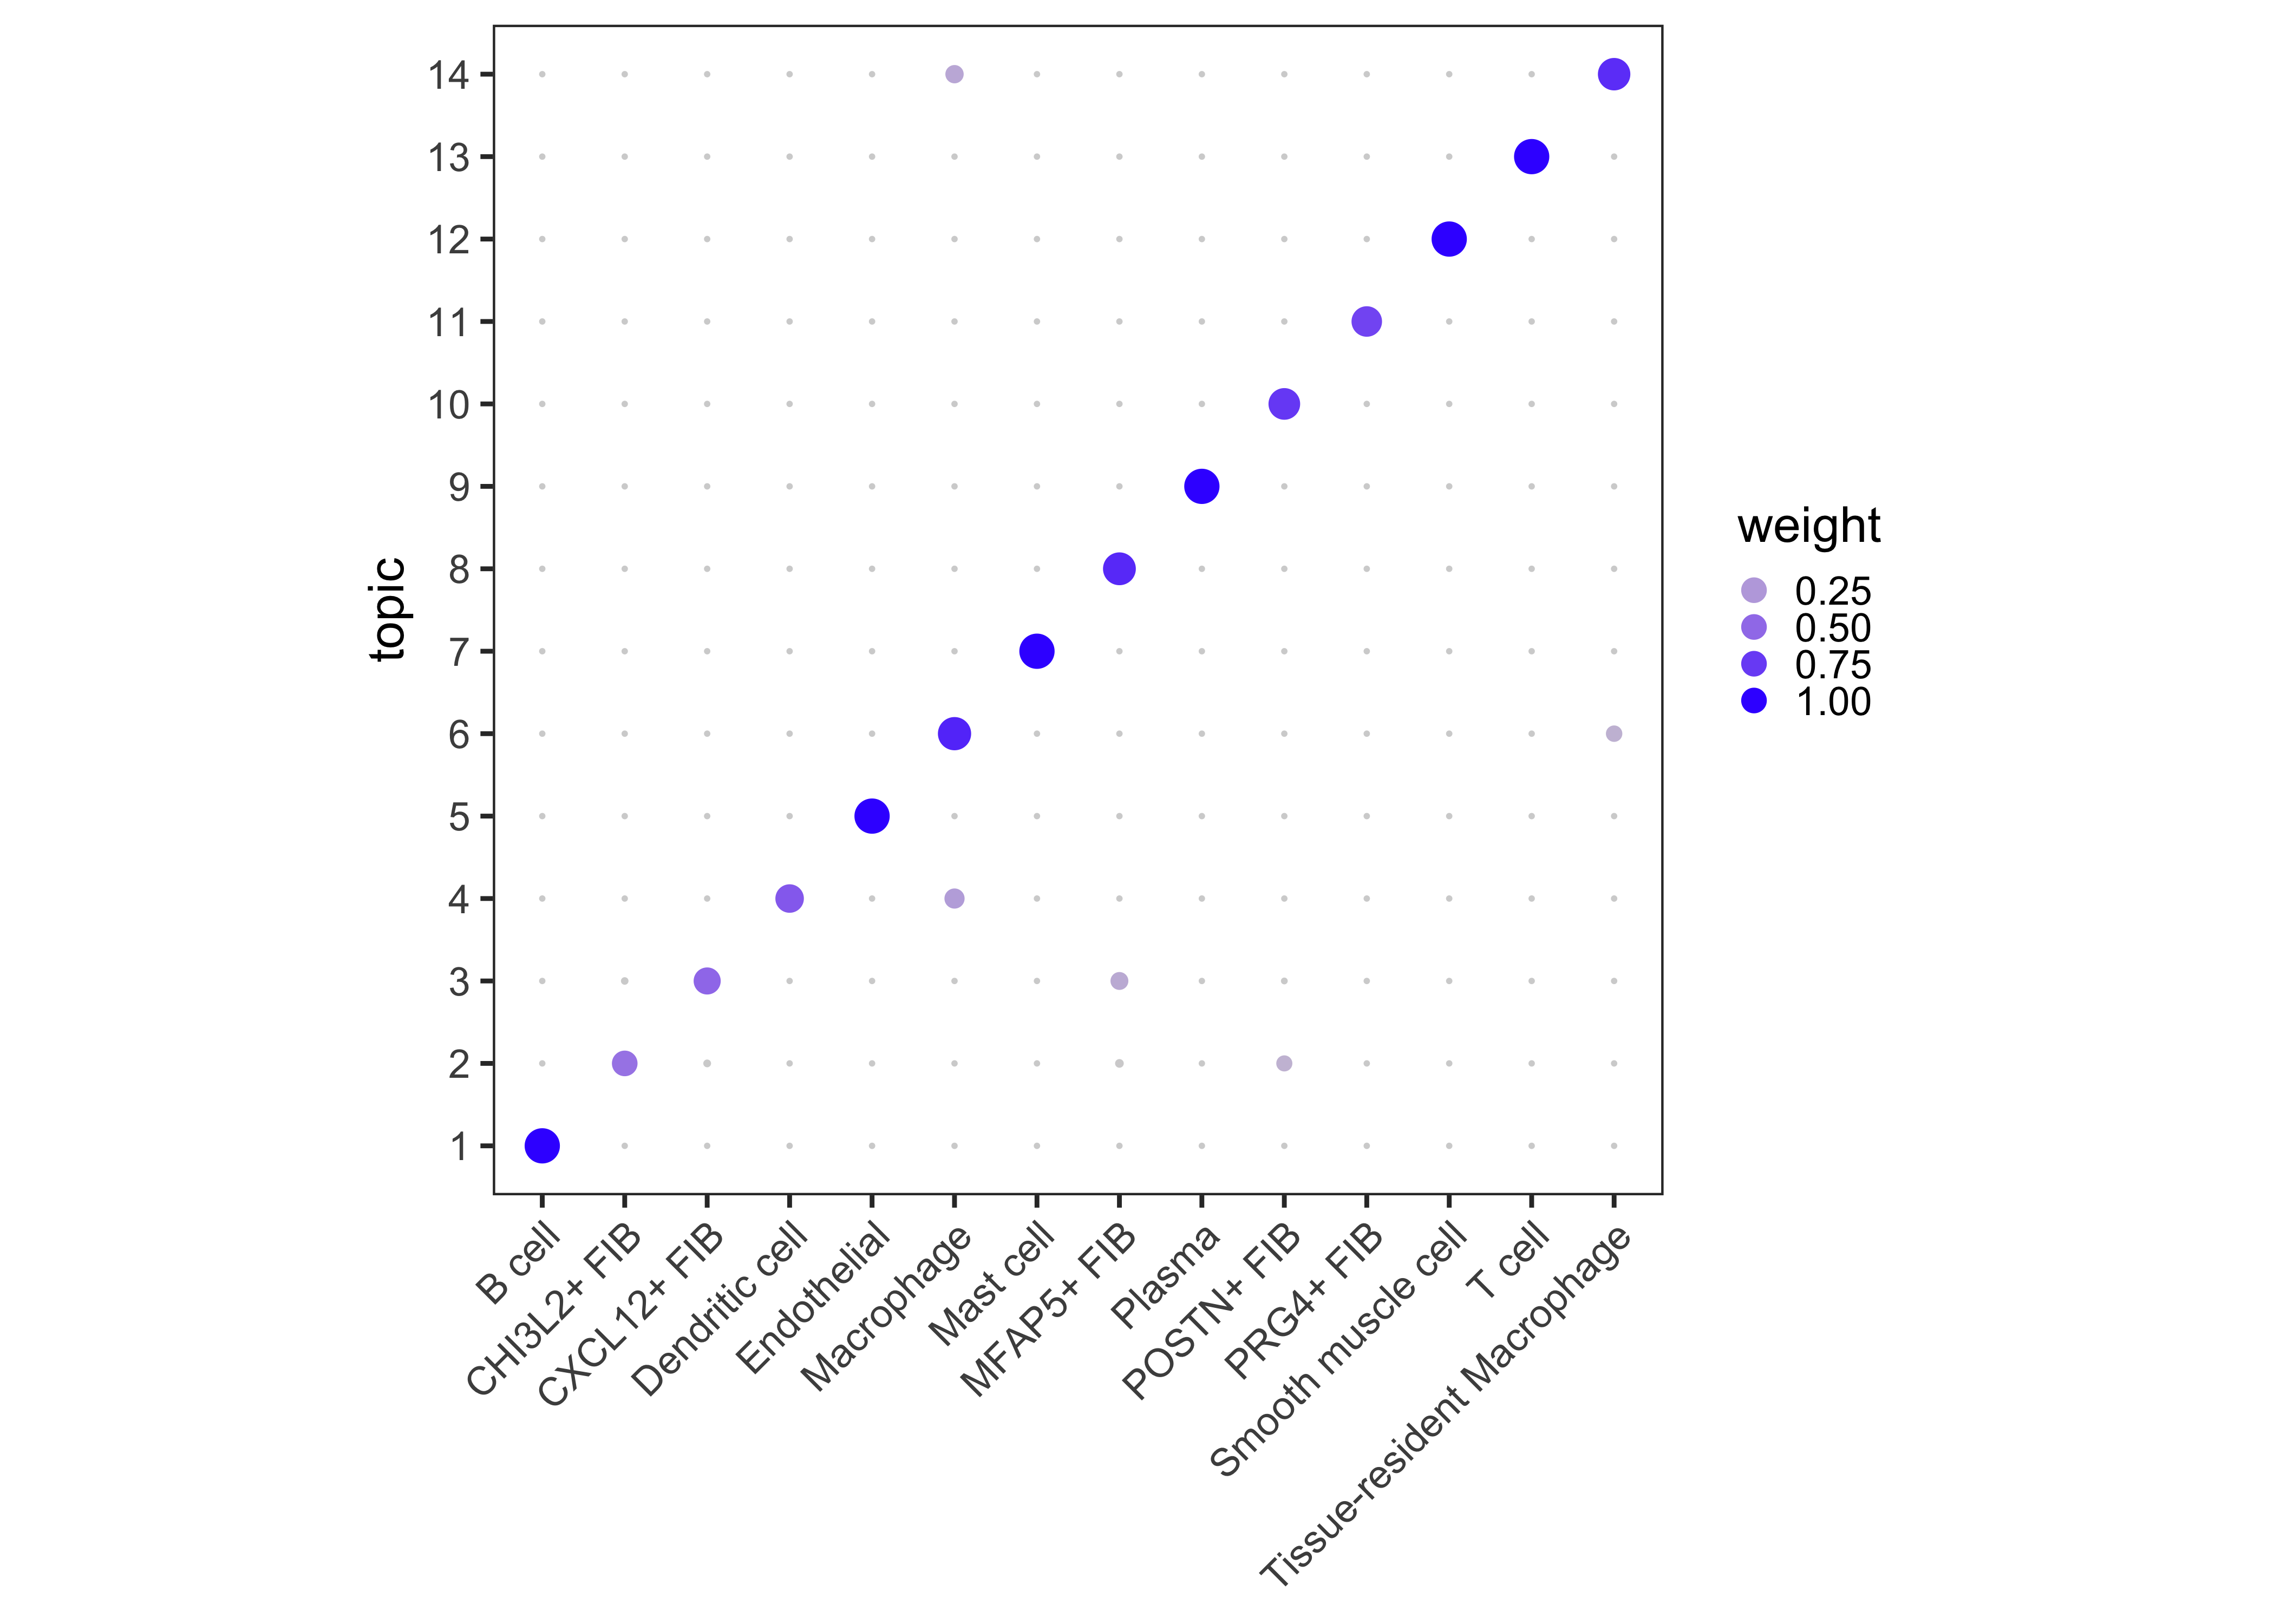 14
13
12
11
10
9
8
7
6
5
4
3
2
1
topic
B cell
CHI3L2+ FIB
CXCL12+ FIB
Dendritic cell
Endothelial
Macrophage
Mast cell
MFAP5+ FIB
Plasma
POSTN+ FIB
PRG4+ FIB
Smooth muscle cell
T cell
Tissue-resident Macrophage
weight
0.25
0.50
0.75
1.00